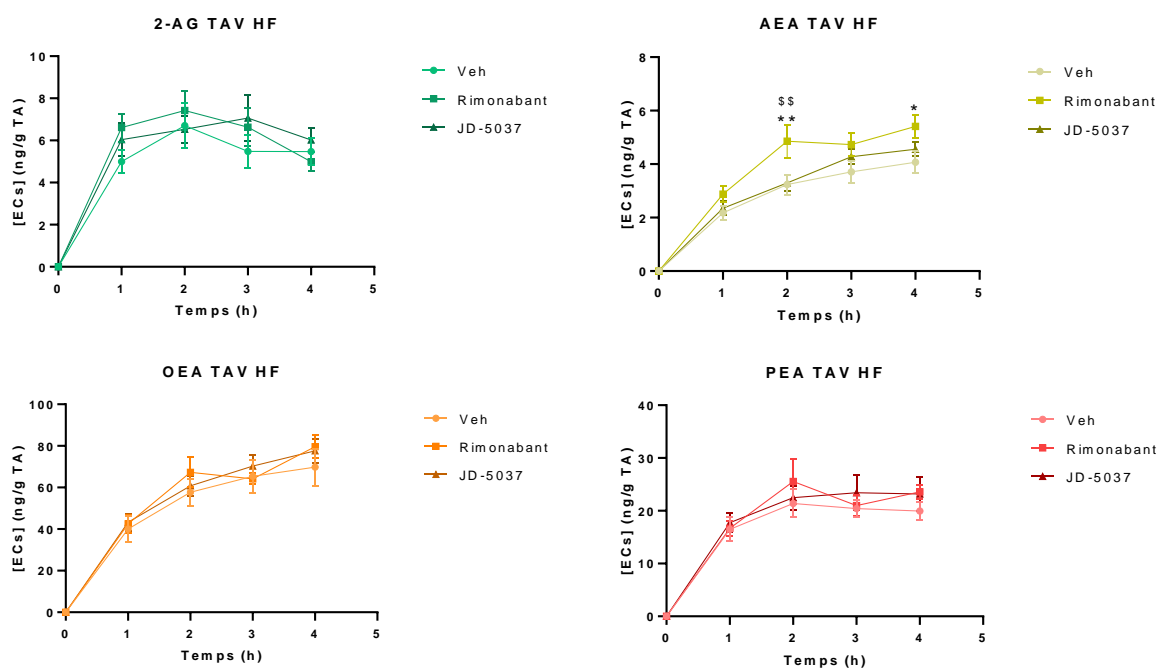 2-AG TAV HF
10
8
6
4
2
0
[ECs] (ng/g TA)
0 1 2 3 4 5
Temps (h)
Veh
Rimonabant
JD-5037
AEA TAV HF
8
6
4
2
0
[ECs] (ng/g TA)
$$
**
*
0 1 2 3 4 5
Temps (h)
Veh
Rimonabant
JD-5037
OEA TAV HF
100
80
60
40
20
0
[ECs] (ng/g TA)
0 1 2 3 4 5
Temps (h)
Veh
Rimonabant
JD-5037
PEA TAV HF
40
30
20
10
0
[ECs] (ng/g TA)
0 1 2 3 4 5
Temps (h)
Veh
Rimonabant
JD-5037